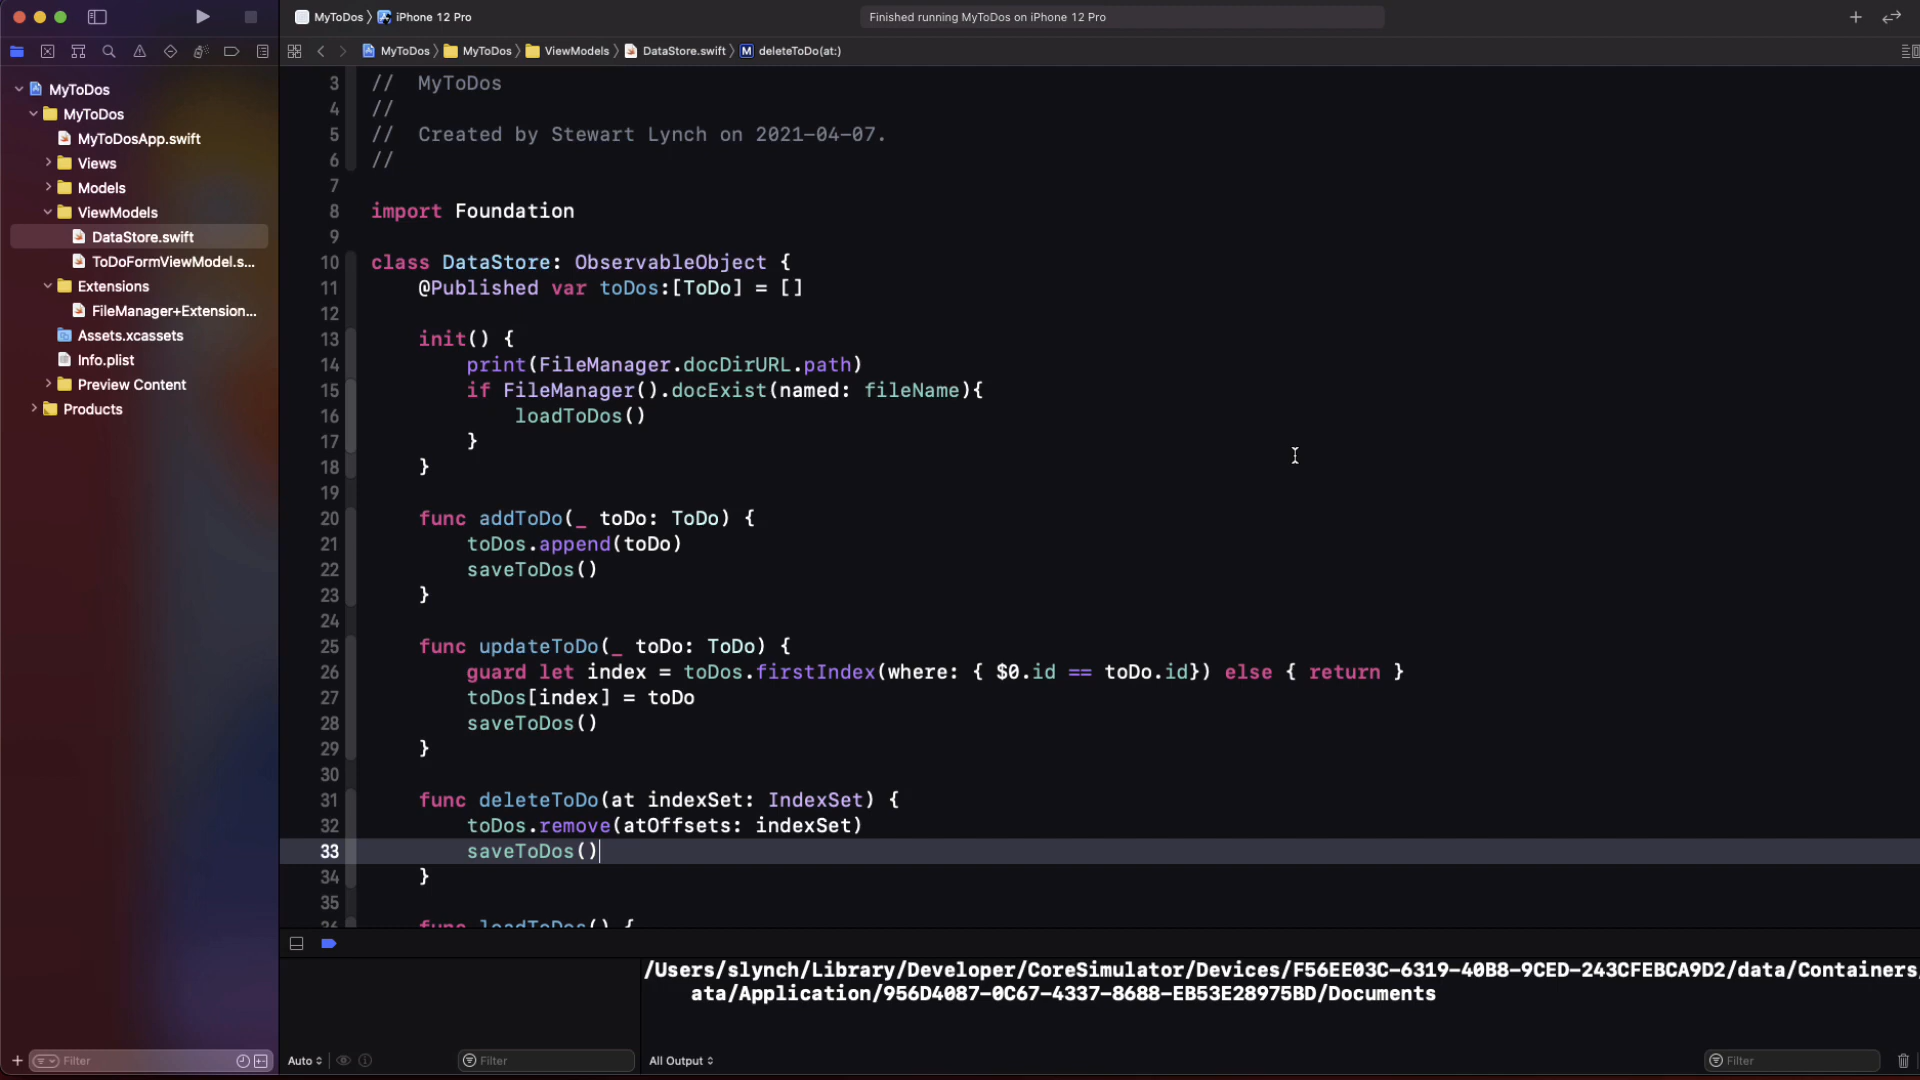 MyToDos
iPhone 12 Pro
Finished running MyToDos on iPhone 12 Pro
MyToDos
MyToDos
ViewModels
DataStore.swift
M
deleteToDo(at:)
MyToDos
MyToDos
MyToDosApp.swift
Views
Models
ViewModels
DataStore.swift
ToDoFormViewModel.s...
Extensions
FileManager+Extension...
Assets.xcassets
Info.plist
Preview Content
Products
3 //  MyToDos
4 //
5 //  Created by Stewart Lynch on 2021-04-07.
6 //
7
8 import Foundation
9
10 class DataStore: ObservableObject {
11     @Published var toDos:[ToDo] = []
12
13     init() {
14         print(FileManager.docDirURL.path)
15         if FileManager().docExist(named: fileName){
16             loadToDos()
17         }
18     }
19
20     func addToDo(_ toDo: ToDo) {
21         toDos.append(toDo)
22         saveToDos()
23     }
24
25     func updateToDo(_ toDo: ToDo) {
26         guard let index = toDos.firstIndex(where: { $0.id == toDo.id}) else { return }
27         toDos[index] = toDo
28         saveToDos()
29     }
30
31     func deleteToDo(at indexSet: IndexSet) {
32         toDos.remove(atOffsets: indexSet)
33         saveToDos()
34     }
35
36     func loadToDos() {
/Users/slynch/Library/Developer/CoreSimulator/Devices/F56EE03C-6319-40B8-9CED-243CFEBCA9D2/data/Containers/
ata/Application/956D4087-0C67-4337-8688-EB53E28975BD/Documents
Filter
Auto
Filter
All Output
Filter